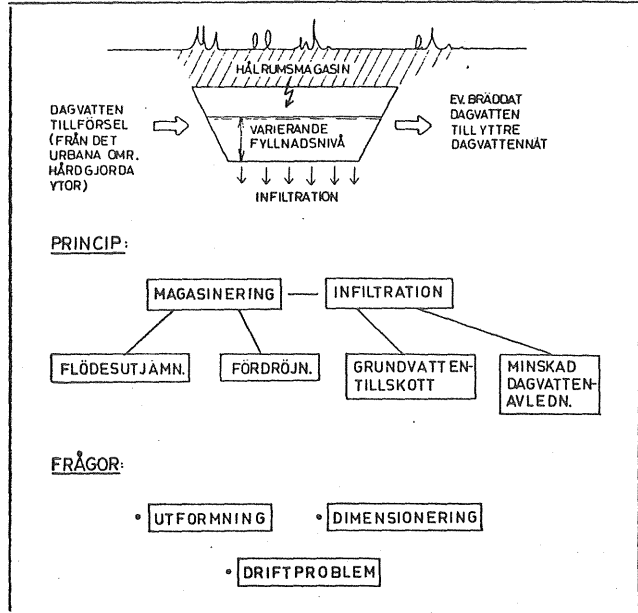 HÅLRUMSMAGASIN
DAGVATTEN
TILLFÖRSEL
(FRÅN DET
URBANA OMR.
HÅRDGJORDA
YTOR)
VARIERANDE
FYLLNADSNIVÅ
EV. BRÄDDAT
DAGVATTEN
TILL YTTRE
DAGVATTENNÄT
INFILTRATION
PRINCIP:
MAGASINERING
INFILTRATION
FLÖDESUTJÄMN.
FÖRDRÖJN.
GRUNDVATTEN-
TILLSKOTT
MINSKAD
DAGVATTEN-
AVLEDN.
FRÅGOR:
• UTFORMNING
• DIMENSIONERING
• DRIFTPROBLEM